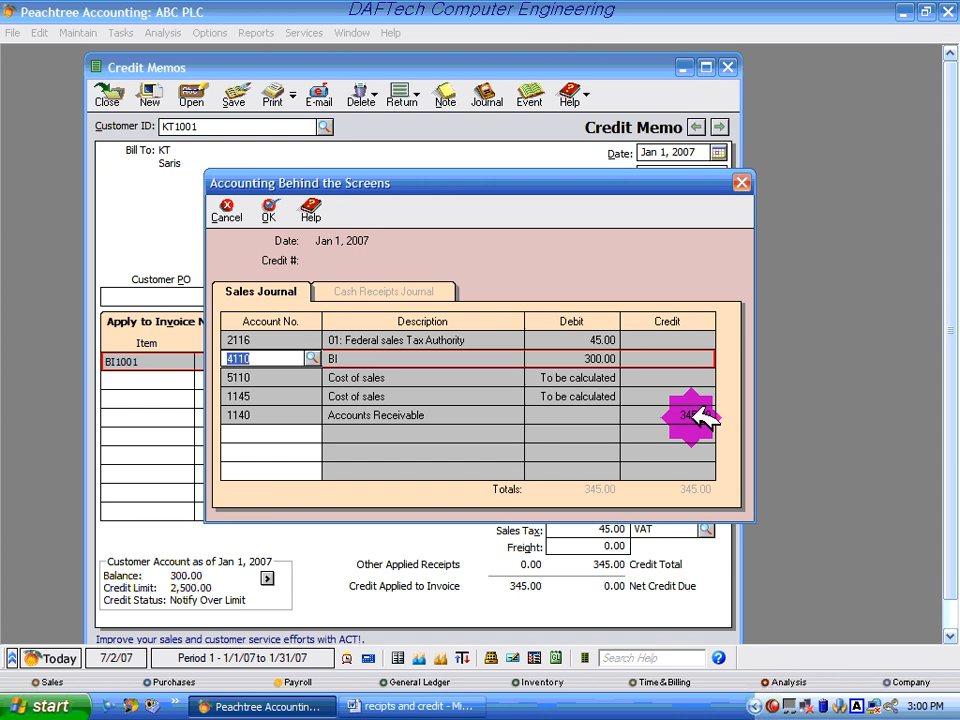 DAFTech Computer Engineering
Peachtree Accounting: ABC PLC
File Edit Maintain Tasks Analysis Options Reports Services Window Help
Credit Memos
Close New Open Save Print E-mail Delete Return Note Journal Event Help
Customer ID: KT1001
Credit Memo
Bill To: KT
Saris
Date: Jan 1, 2007
Accounting Behind the Screens
Cancel OK Help
Date: Jan 1, 2007
Credit #:
Customer PO
Sales Journal Cash Receipts Journal
Apply to Invoice N
Item
BI1001
Account No. Description Debit Credit
2116 01: Federal sales Tax Authority 45.00
4110 BI 300.00
5110 Cost of sales To be calculated
1145 Cost of sales To be calculated
1140 Accounts Receivable
Totals: 345.00 345.00
Sales Tax: 45.00 VAT
Freight: 0.00
Customer Account as of Jan 1, 2007
Balance: 300.00
Credit Limit: 2,500.00
Credit Status: Notify Over Limit
Other Applied Receipts 0.00 345.00 Credit Total
Credit Applied to Invoice 345.00 0.00 Net Credit Due
Improve your sales and customer service efforts with ACT!.
Today 7/2/07 Period 1 - 1/1/07 to 1/31/07 Search Help
Sales Purchases Payroll General Ledger Inventory Time & Billing Analysis Company
start Peachtree Accountin... recipts and credit - Mi... A 3:00 PM